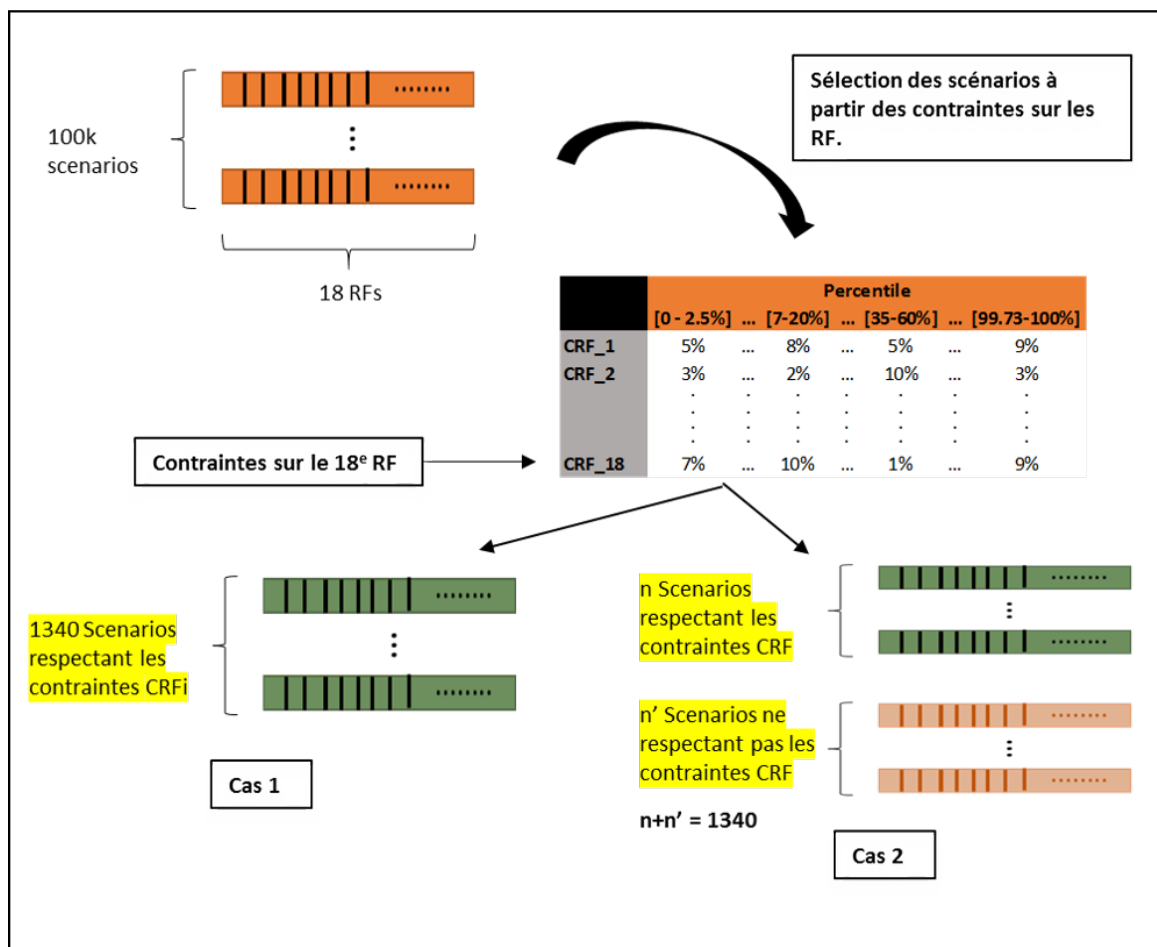 Sélection des scénarios à
partir des contraintes sur les
RF.
100k
scenarios
18 RFs
Percentile
[0 - 2.5%] ... [7-20%] ... [35-60%] ... [99.73-100%]
CRF_1 5% ... 8% ... 5% ... 9%
CRF_2 3% ... 2% ... 10% ... 3%
CRF_18 7% ... 10% ... 1% ... 9%
Contraintes sur le 18e RF
1340 Scenarios
respectant les
contraintes CRFi
Cas 1
n Scenarios
respectant les
contraintes CRF
n' Scenarios ne
respectant pas les
contraintes CRF
n+n' = 1340
Cas 2